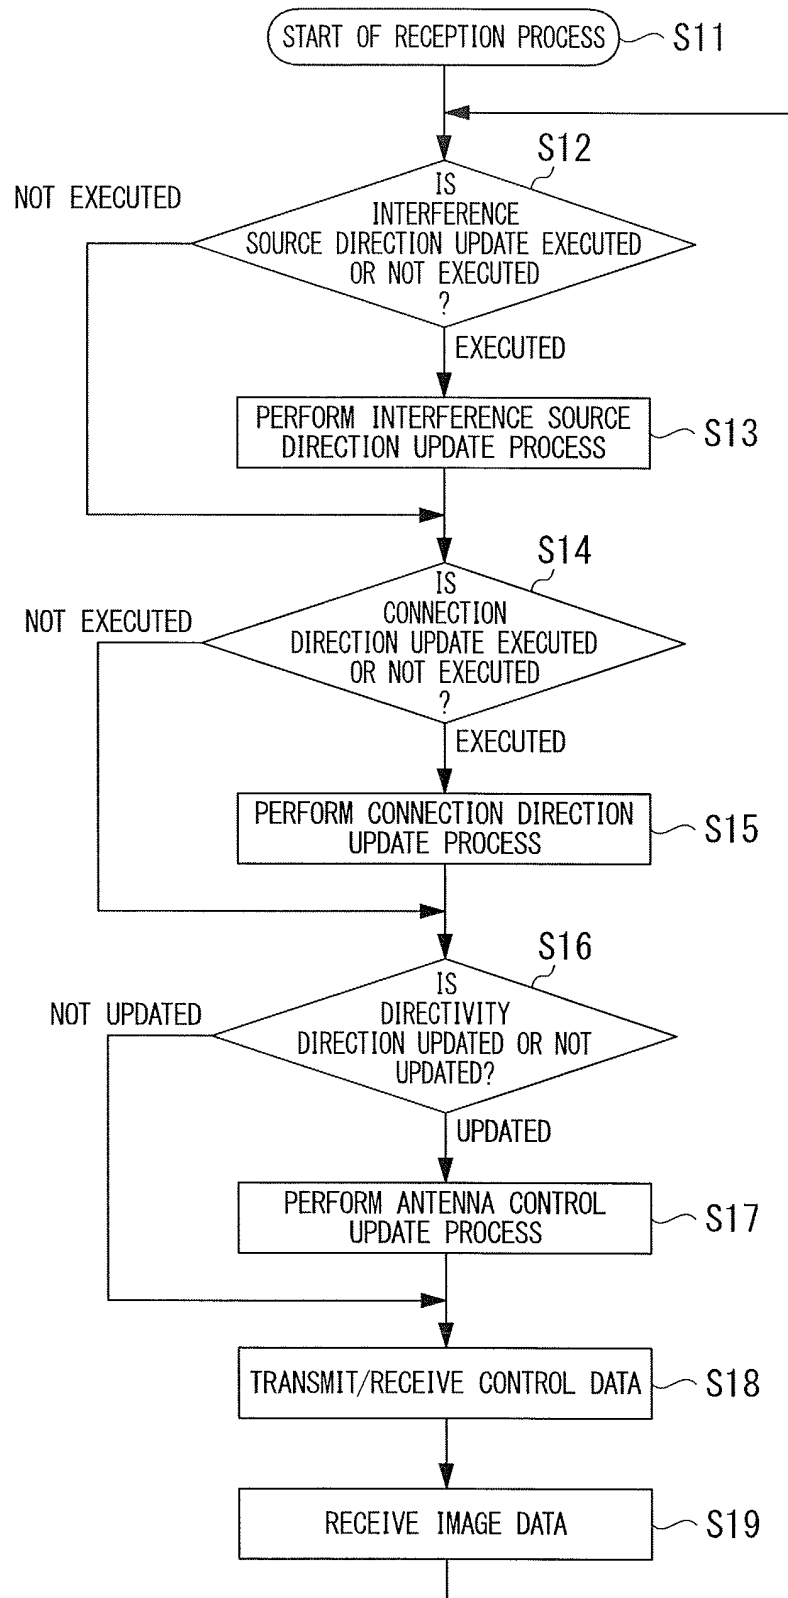 START OF RECEPTION PROCESS
S11
S12
NOT EXECUTED
IS
INTERFERENCE
SOURCE DIRECTION UPDATE EXECUTED
OR NOT EXECUTED
?
EXECUTED
PERFORM INTERFERENCE SOURCE
DIRECTION UPDATE PROCESS
S13
S14
NOT EXECUTED
IS
CONNECTION
DIRECTION UPDATE EXECUTED
OR NOT EXECUTED
?
EXECUTED
PERFORM CONNECTION DIRECTION
UPDATE PROCESS
S15
S16
NOT UPDATED
IS
DIRECTIVITY
DIRECTION UPDATED OR NOT
UPDATED?
UPDATED
PERFORM ANTENNA CONTROL
UPDATE PROCESS
S17
TRANSMIT/RECEIVE CONTROL DATA
S18
RECEIVE IMAGE DATA
S19